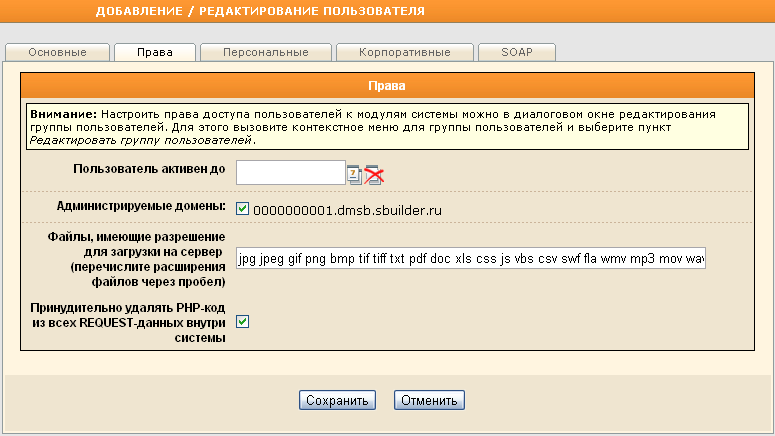 ДОБАВЛЕНИЕ / РЕДАКТИРОВАНИЕ ПОЛЬЗОВАТЕЛЯ
Основные Права Персональные Корпоративные SOAP
Права
Внимание: Настроить права доступа пользователей к модулям системы можно в диалоговом окне редактирования
группы пользователей. Для этого вызовите контекстное меню для группы пользователей и выберите пункт
Редактировать группу пользователей.
Пользователь активен до
Администрируемые домены: 0000000001.dmsb.sbuilder.ru
Файлы, имеющие разрешение
для загрузки на сервер
(перечислите расширения
файлов через пробел)
jpg jpeg gif png bmp tif tiff txt pdf doc xls css js vbs csv swf fla wmv mp3 mov wav
Принудительно удалять PHP-код
из всех REQUEST-данных внутри
системы
Сохранить Отменить